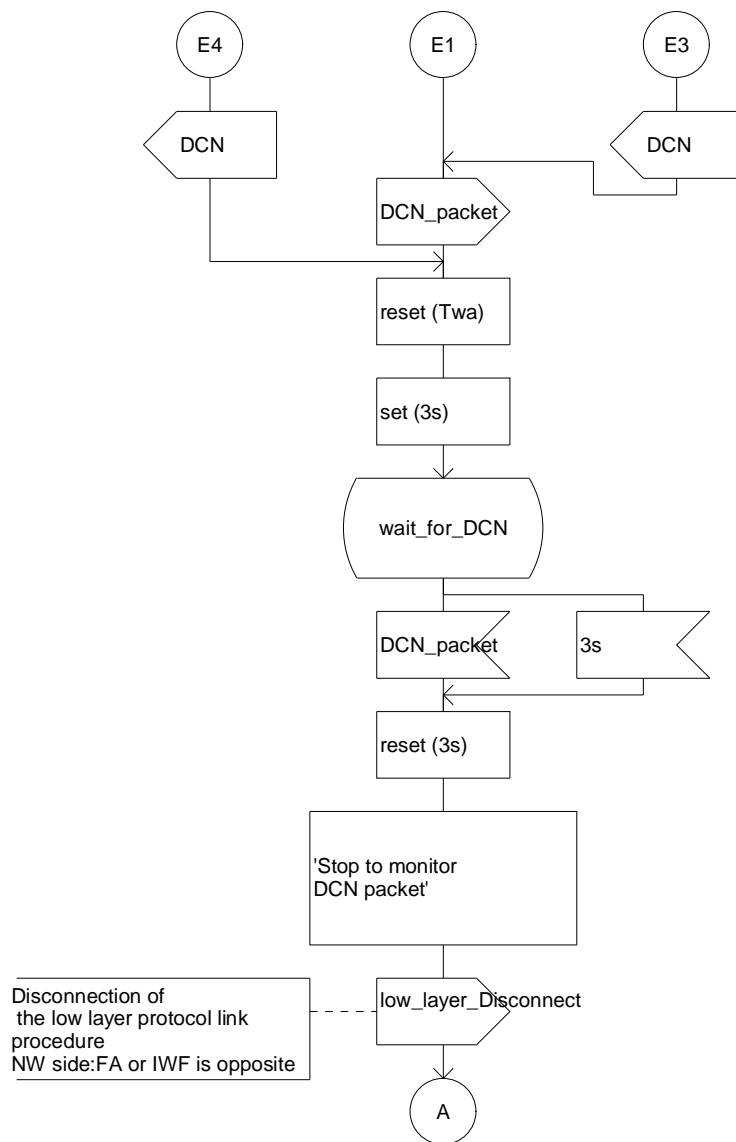 E4
E1
E3
DCN
DCN
DCN_packet
reset (Twa)
set (3s)
wait_for_DCN
DCN_packet
3s
reset (3s)
'Stop to monitor
DCN packet'
low_layer_Disconnect
Disconnection of
the low layer protocol link
procedure
NW side:FA or IWF is opposite
A